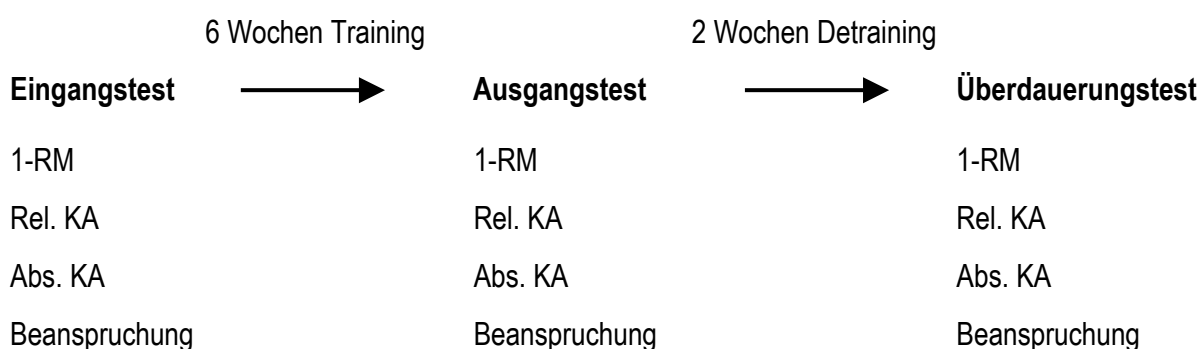 6 Wochen Training 2 Wochen Detraining
Eingangstest Ausgangstest Überdauerungstest
1-RM 1-RM 1-RM
Rel. KA Rel. KA Rel. KA
Abs. KA Abs. KA Abs. KA
Beanspruchung Beanspruchung Beanspruchung